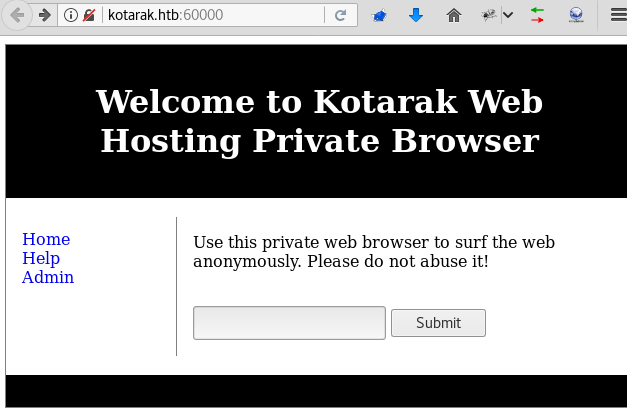 kotarak.htb:60000
Welcome to Kotarak Web
Hosting Private Browser
Home
Help
Admin
Use this private web browser to surf the web
anonymously. Please do not abuse it!
Submit